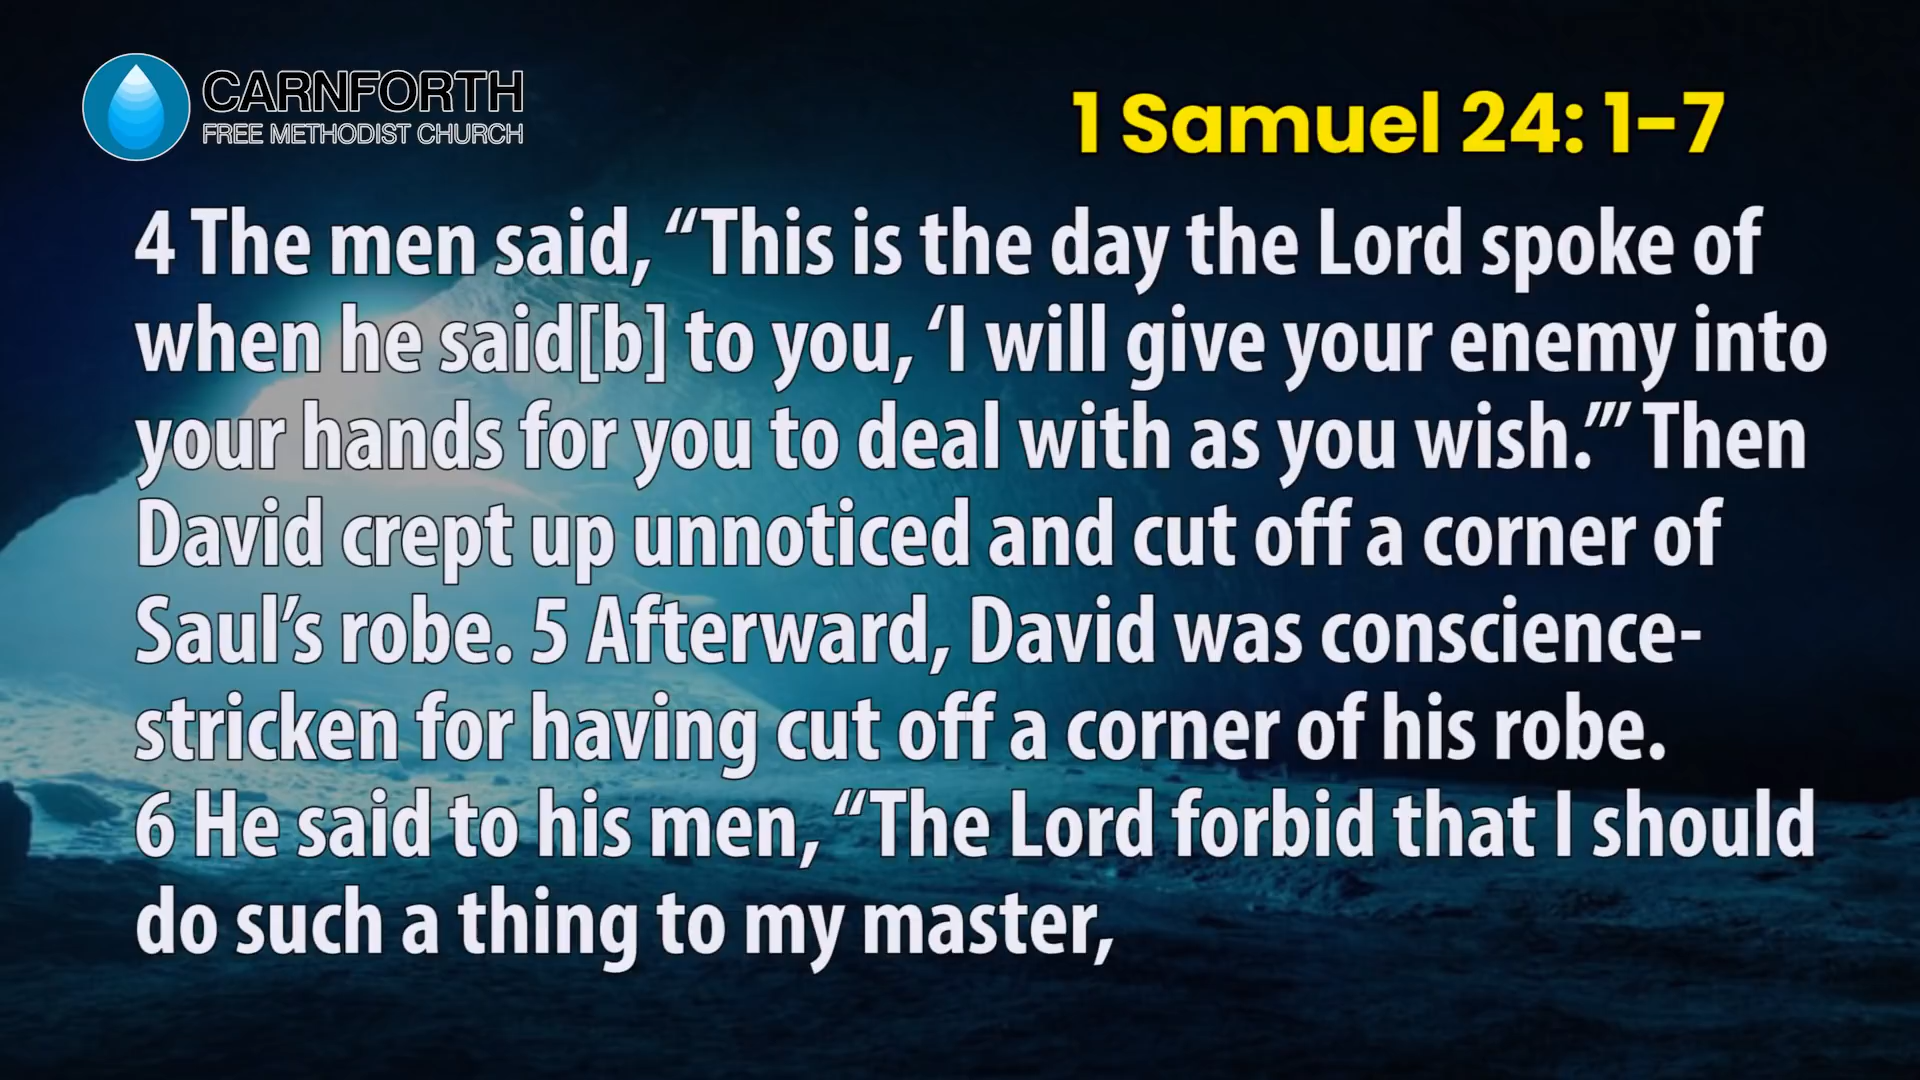 CARNFORTH
FREE METHODIST CHURCH
1 Samuel 24: 1-7
4 The men said, “This is the day the Lord spoke of
when he said[b] to you, ‘I will give your enemy into
your hands for you to deal with as you wish.’” Then
David crept up unnoticed and cut off a corner of
Saul’s robe. 5 Afterward, David was conscience-
stricken for having cut off a corner of his robe.
6 He said to his men, “The Lord forbid that I should
do such a thing to my master,